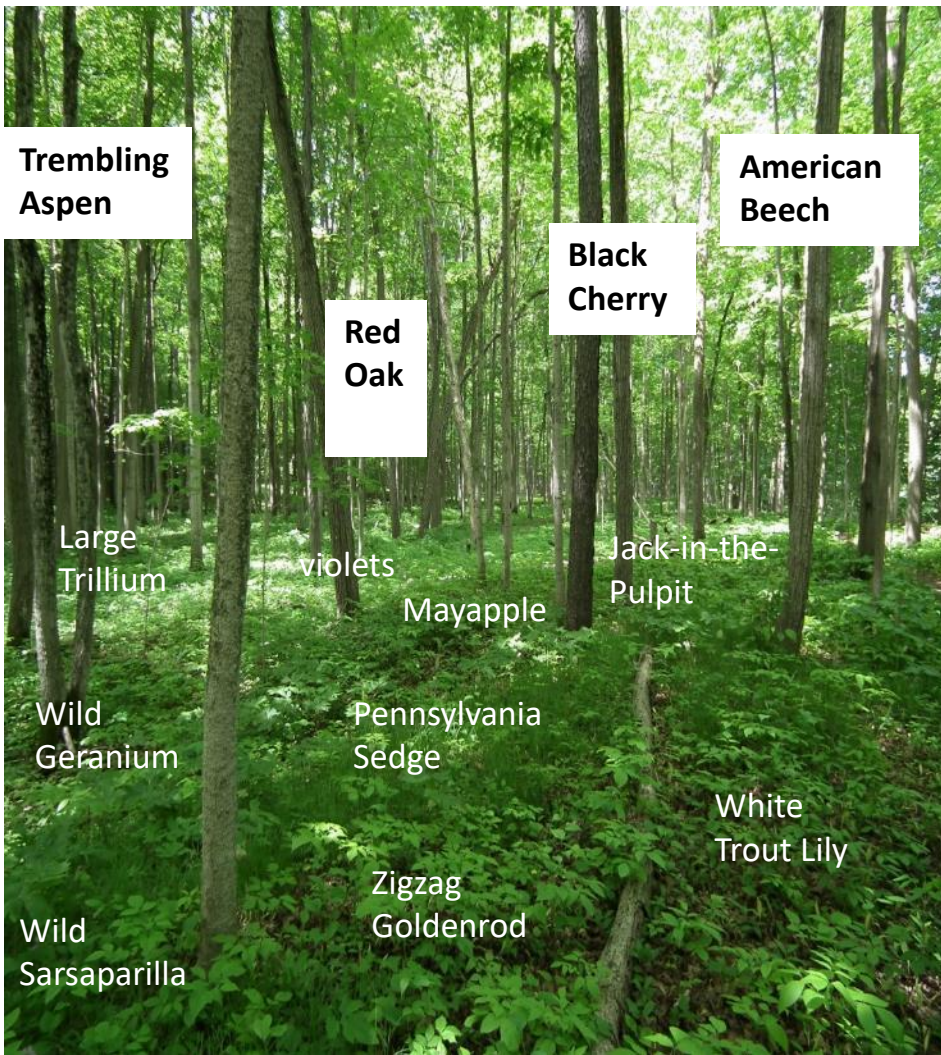 Trembling
Aspen
American
Beech
Black
Cherry
Red
Oak
Large
Trillium
violets
Mayapple
Jack-in-the-
Pulpit
Wild
Geranium
Pennsylvania
Sedge
White
Trout Lily
Zigzag
Goldenrod
Wild
Sarsaparilla